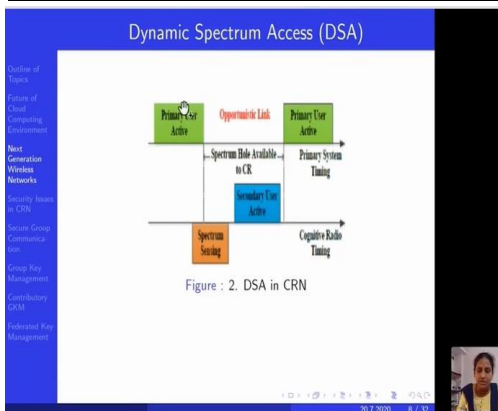 Dynamic Spectrum Access (DSA)
Outline of
Topics
Future of
Cloud
Computing
Environment
Next
Generation
Wireless
Networks
Security Issues
in CRN
Secure Group
Communica
tion
Group Key
Management
Contributory
GKM
Federated Key
Management
Primary User
Active
Opportunistic Link
Primary User
Active
Spectrum Hole Available
to CR
Primary System
Timing
Secondary User
Active
Spectrum
Sensing
Cognitive Radio
Timing
Figure : 2. DSA in CRN
20.7.2020 8 / 32